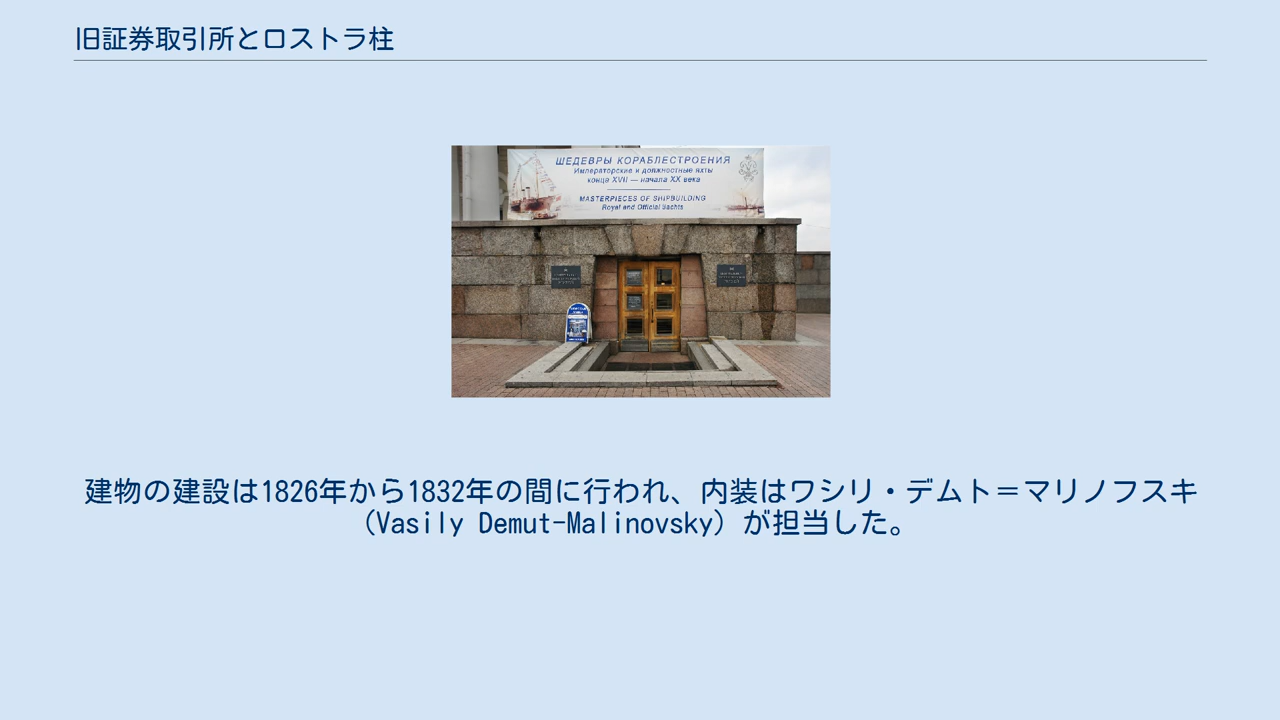 旧証券取引所とロストラ柱
ШЕДЕВРЫ КОРАБЛЕСТРОЕНИЯ
Императорские и должностные яхты
конца XVII — начала XX века
MASTERPIECES OF SHIPBUILDING
Royal and Official Yachts
建物の建設は1826年から1832年の間に行われ、内装はワシリ・デムト＝マリノフスキ
（Vasily Demut-Malinovsky）が担当した。